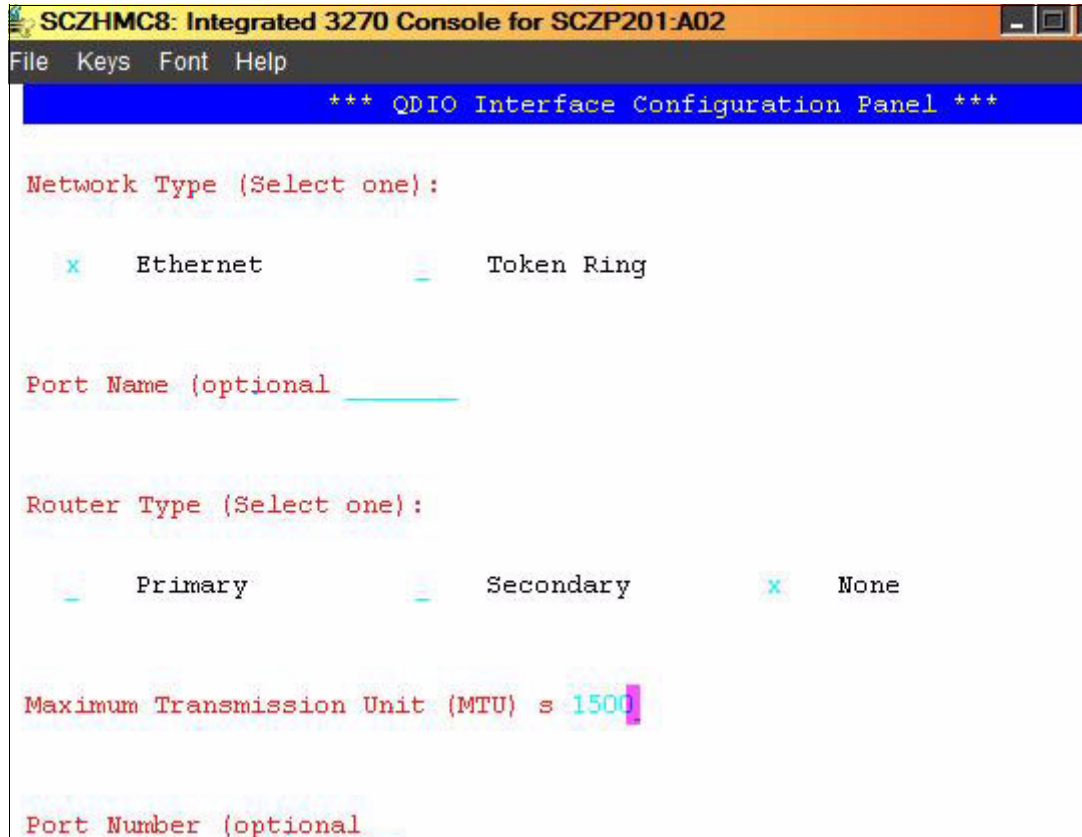 SCZHMC8: Integrated 3270 Console for SCZP201:A02
File Keys Font Help
*** QDIO Interface Configuration Panel ***
Network Type (Select one):
x Ethernet _ Token Ring
Port Name (optional _______
Router Type (Select one):
_ Primary _ Secondary x None
Maximum Transmission Unit (MTU) s 1500
Port Number (optional